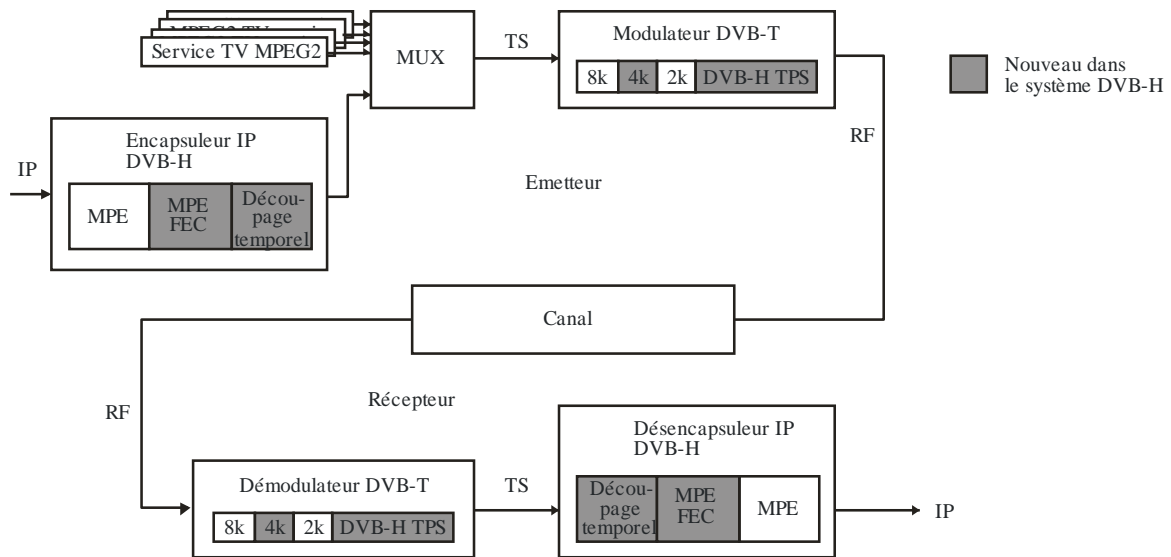 Service TV MPEG2
MUX
TS
Modulateur DVB-T
8k 4k 2k DVB-H TPS
Nouveau dans
le système DVB-H
RF
IP
Encapsuleur IP
DVB-H
MPE
MPE
FEC
Décou-
page
temporel
Emetteur
Canal
RF
Récepteur
Démodulateur DVB-T
8k 4k 2k DVB-H TPS
TS
Désencapsuleur IP
DVB-H
Décou-
page
temporel
MPE
FEC
MPE
IP